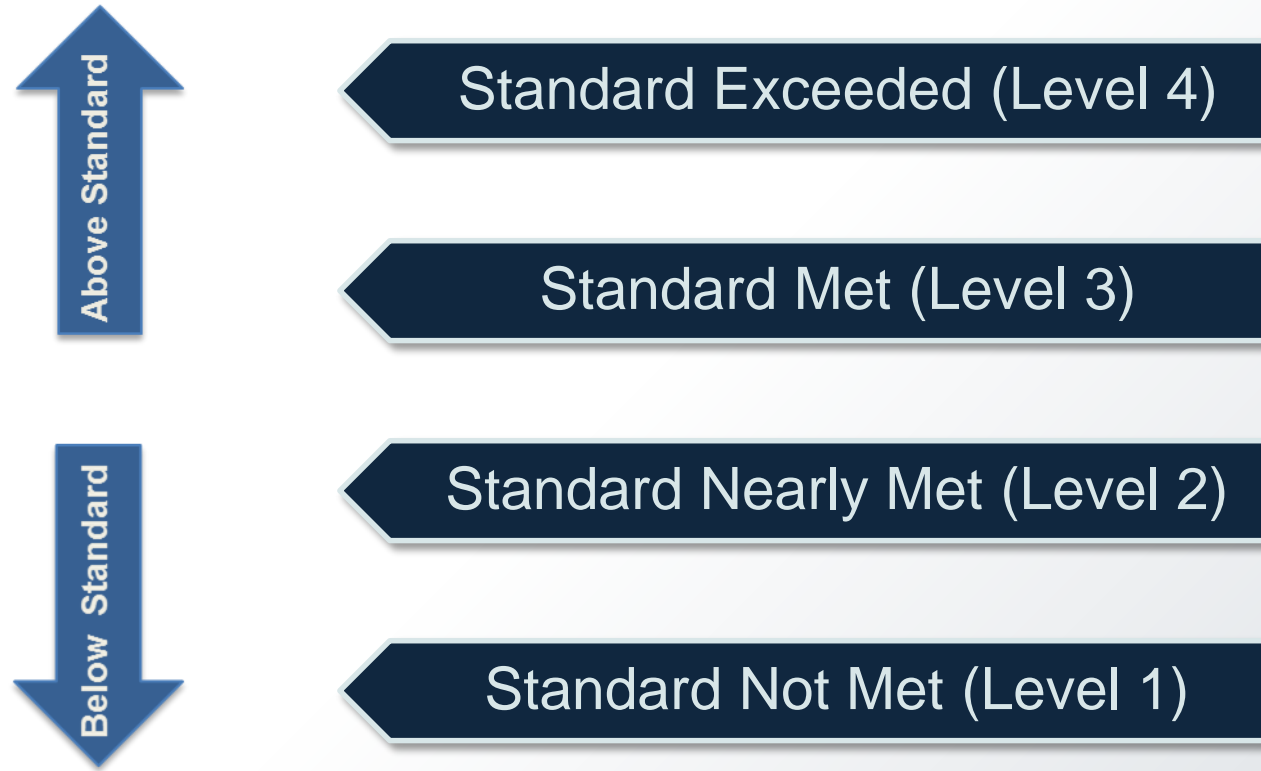 Above Standard
Standard Exceeded (Level 4)
Standard Met (Level 3)
Below Standard
Standard Nearly Met (Level 2)
Standard Not Met (Level 1)